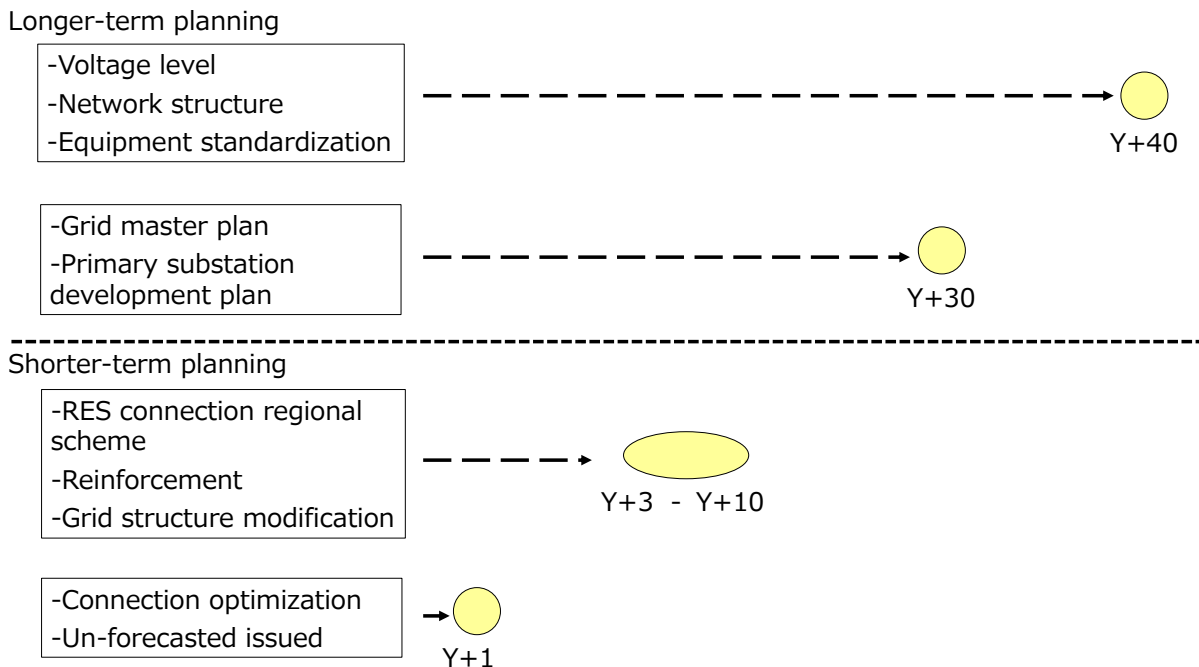 Longer-term planning
-Voltage level
-Network structure
-Equipment standardization
Y+40
-Grid master plan
-Primary substation
development plan
Y+30
Shorter-term planning
-RES connection regional
scheme
-Reinforcement
-Grid structure modification
Y+3 - Y+10
-Connection optimization
-Un-forecasted issued
Y+1